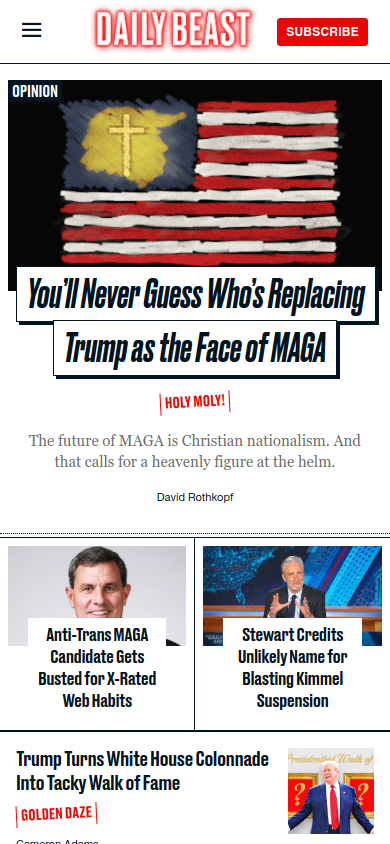 DAILY BEAST
SUBSCRIBE
OPINION
You'll Never Guess Who's Replacing
Trump as the Face of MAGA
HOLY MOLY!
The future of MAGA is Christian nationalism. And
that calls for a heavenly figure at the helm.
David Rothkopf
Anti-Trans MAGA
Candidate Gets
Busted for X-Rated
Web Habits
Stewart Credits
Unlikely Name for
Blasting Kimmel
Suspension
Trump Turns White House Colonnade
Into Tacky Walk of Fame
Presidential Walk of
? ?
GOLDEN DAZE
Cameron Adams